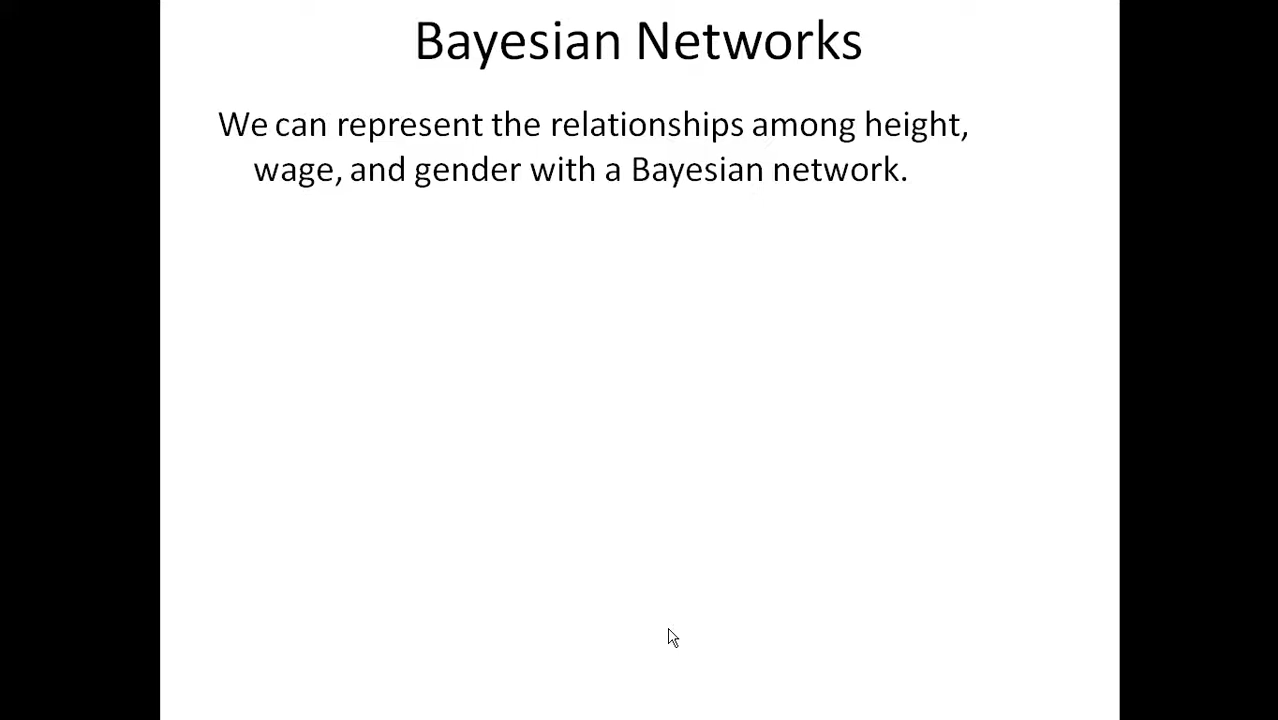 Bayesian Networks
We can represent the relationships among height,
wage, and gender with a Bayesian network.